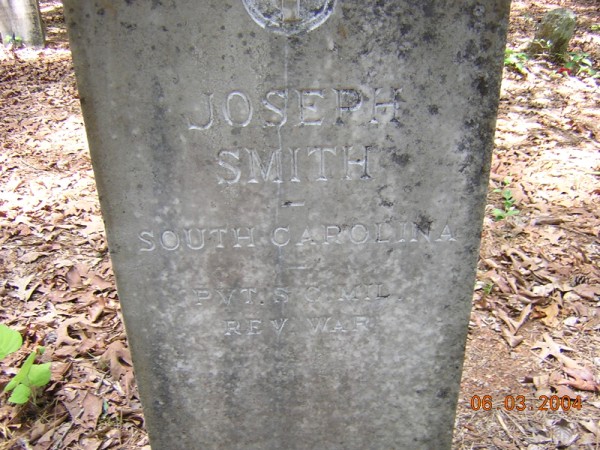 JOSEPH
SMITH
SOUTH CAROLINA
PVT. S C MIL
REV. WAR
06 03 2004